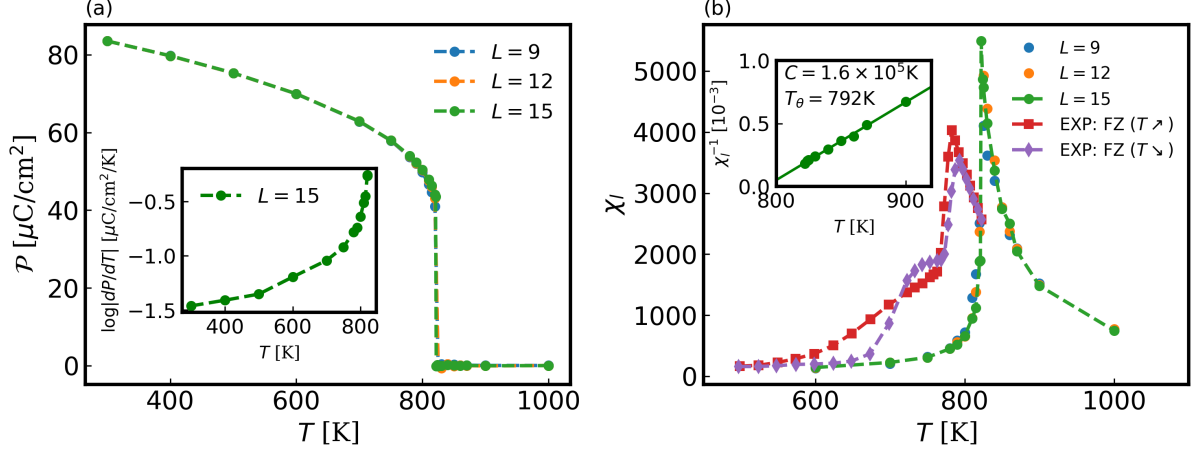 (a)
80
60
40
20
0
400
600
800
1000
T [K]
𝒫 [μC/cm²]
L = 9
L = 12
L = 15
L = 15
−0.5
−1.0
−1.5
400
600
800
T [K]
log|dP/dT| [μC/cm²/K]
(b)
5000
4000
3000
2000
1000
0
600
800
1000
T [K]
χ_l
L = 9
L = 12
L = 15
EXP: FZ (T↗)
EXP: FZ (T↘)
C = 1.6 × 10⁵K
T_θ = 792K
1.0
0.5
0.0
800
900
T [K]
χ_l⁻¹ [10⁻³]